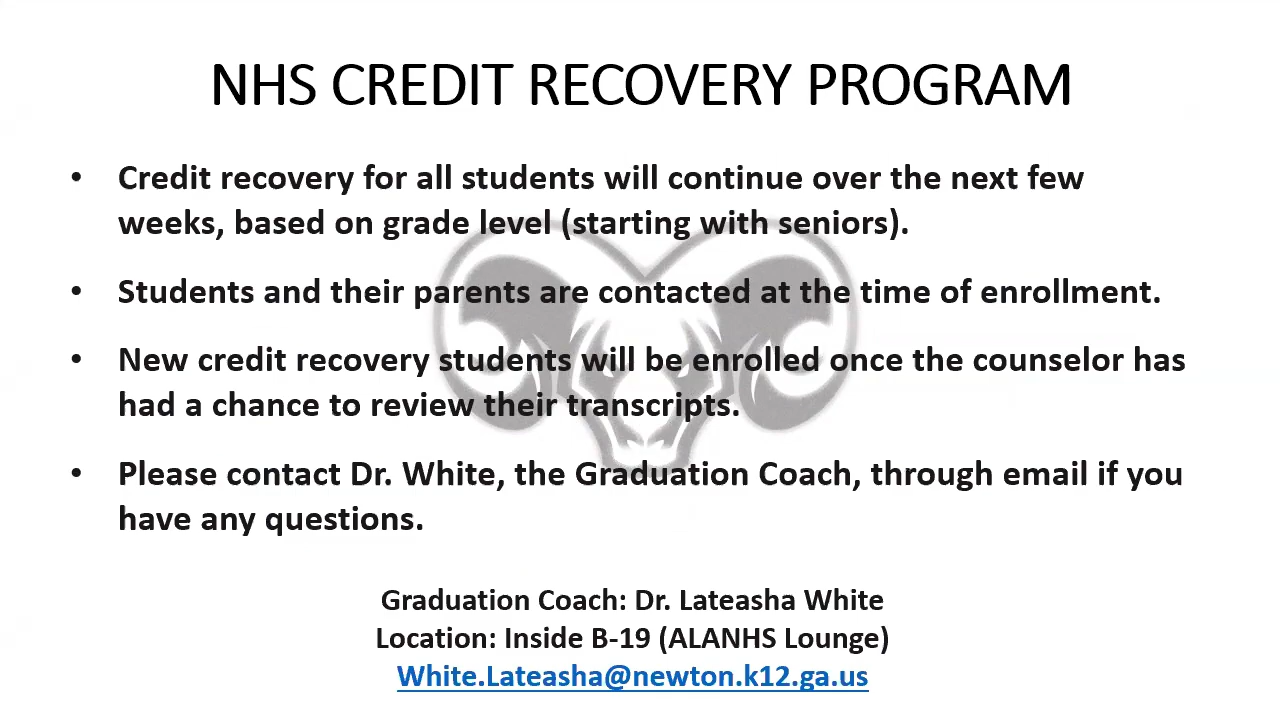 NHS CREDIT RECOVERY PROGRAM
• Credit recovery for all students will continue over the next few
weeks, based on grade level (starting with seniors).
• Students and their parents are contacted at the time of enrollment.
• New credit recovery students will be enrolled once the counselor has
had a chance to review their transcripts.
• Please contact Dr. White, the Graduation Coach, through email if you
have any questions.
Graduation Coach: Dr. Lateasha White
Location: Inside B-19 (ALANHS Lounge)
White.Lateasha@newton.k12.ga.us